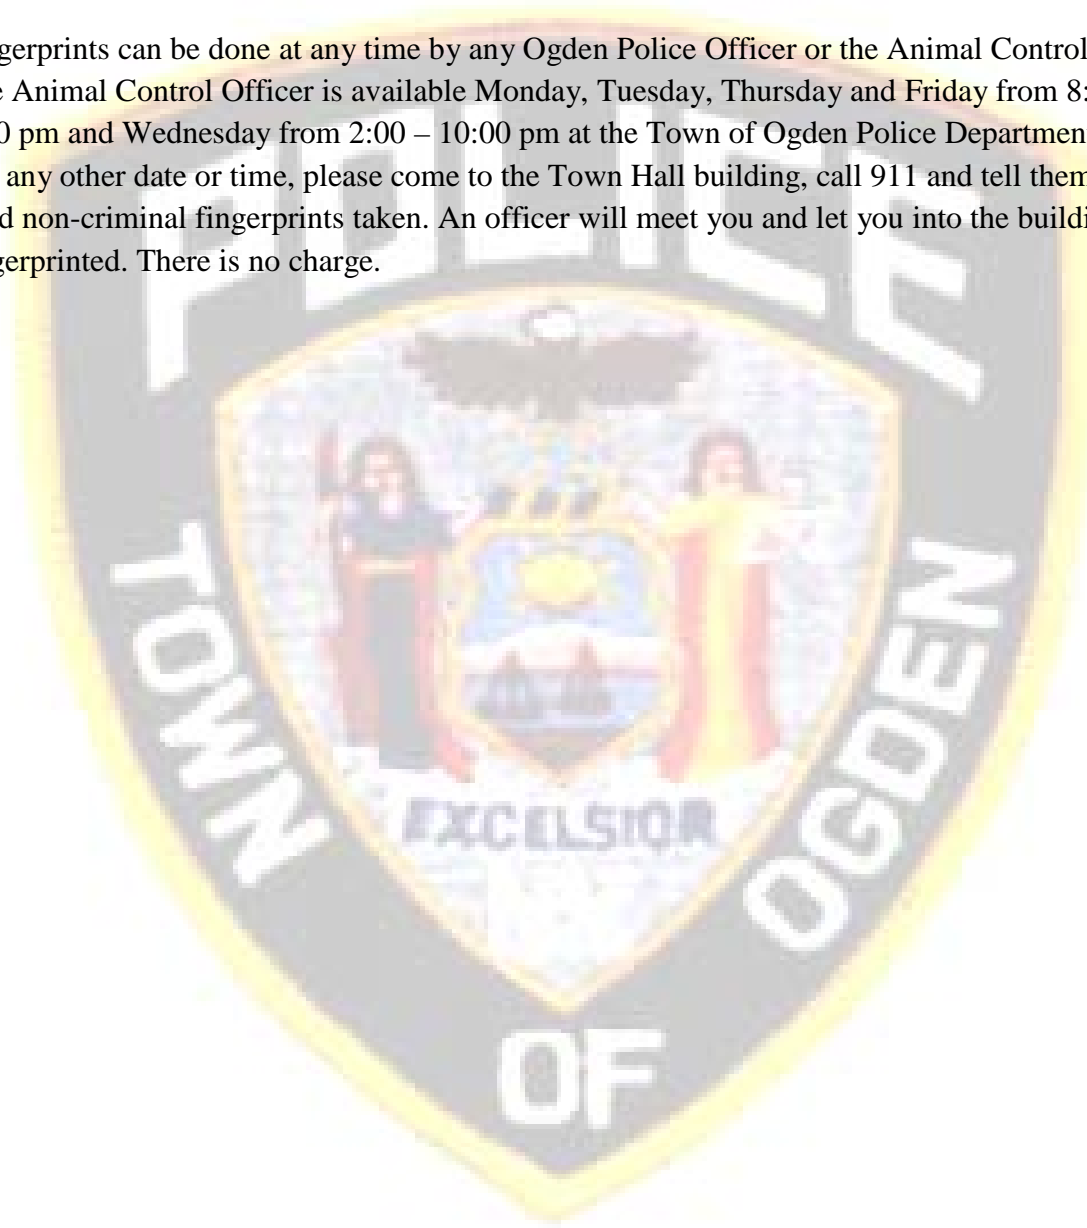 gerprints can be done at any time by any Ogden Police Officer or the Animal Control
e Animal Control Officer is available Monday, Tuesday, Thursday and Friday from 8:
0 pm and Wednesday from 2:00 – 10:00 pm at the Town of Ogden Police Department
any other date or time, please come to the Town Hall building, call 911 and tell them
d non-criminal fingerprints taken. An officer will meet you and let you into the buildi
gerprinted. There is no charge.
POLICE
EXCELSIOR
TOWN
OF
OGDEN